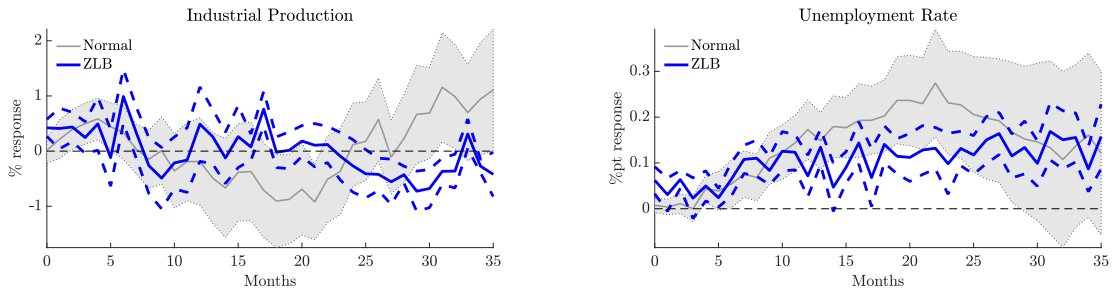 Industrial Production
Normal
ZLB
% response
2
1
0
-1
0
5
10
15
20
25
30
35
Months
Unemployment Rate
Normal
ZLB
%pt response
0.3
0.2
0.1
0
0
5
10
15
20
25
30
35
Months